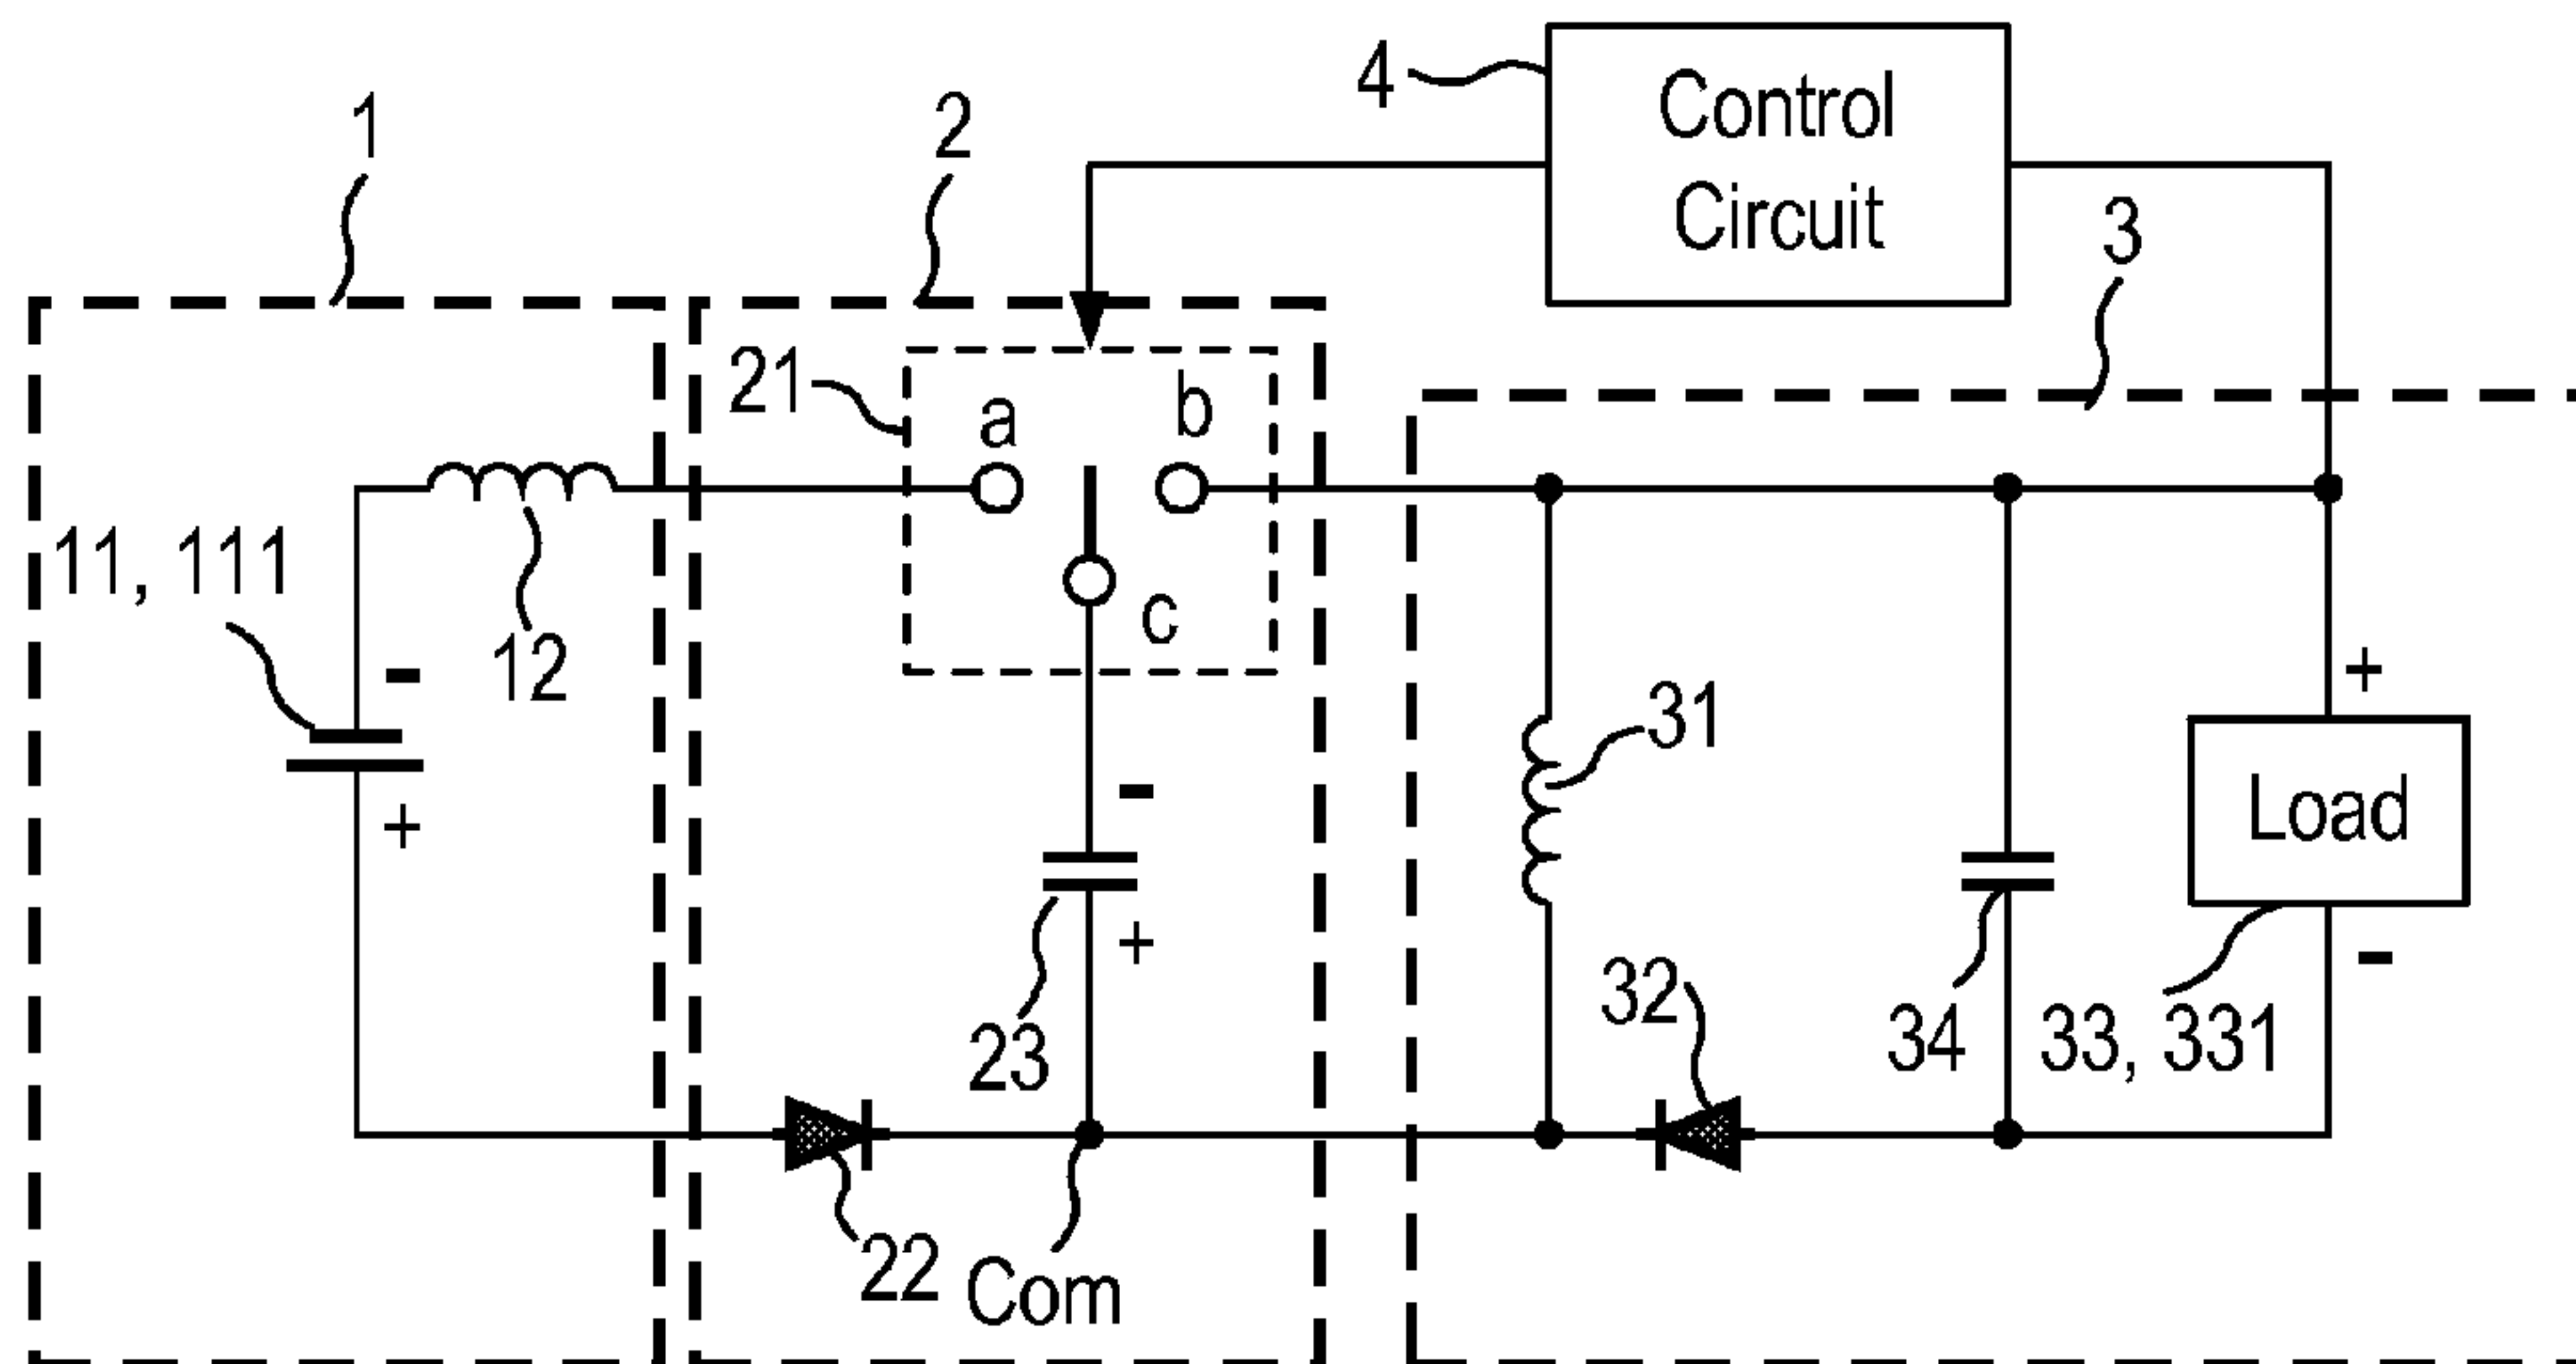 1
2
4
Control
Circuit
3
21
a
b
c
11, 111
12
-
+
-
+
23
31
+
Load
-
32
34
33, 331
22
Com